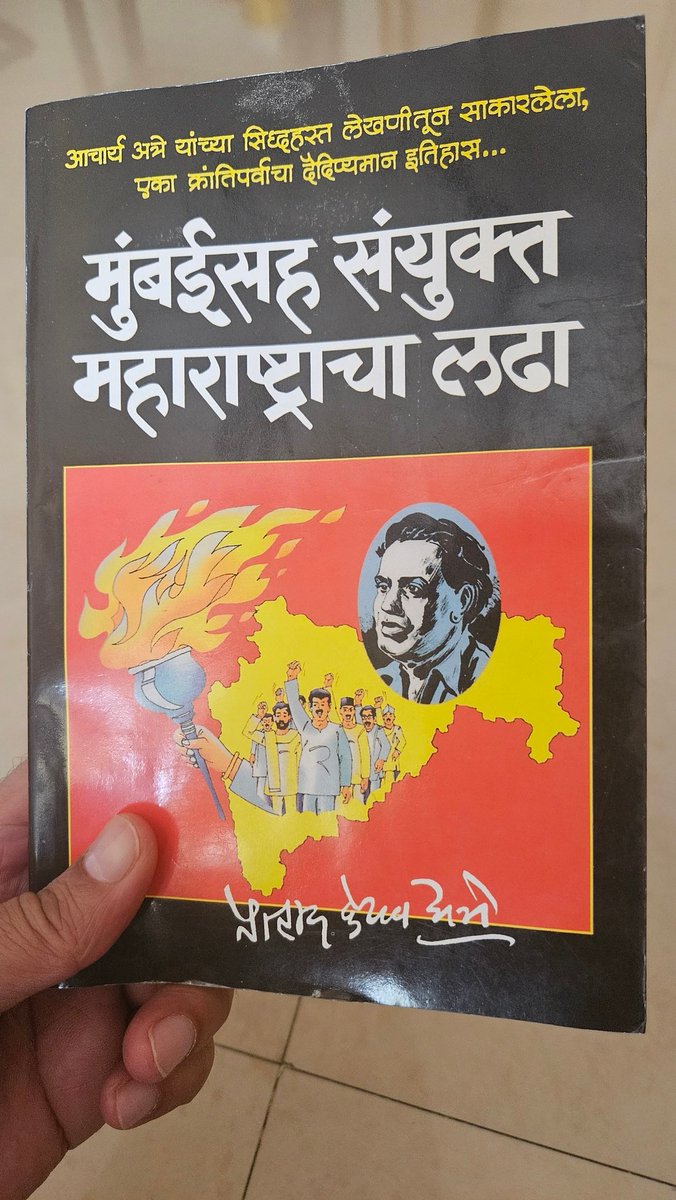 आचार्य अत्रे यांच्या सिध्दहस्त लेखणीतून साकारलेला,
एका क्रांतिपर्वाचा दैदिप्यमान इतिहास...
मुंबईसह संयुक्त
महाराष्ट्राचा लढा
प्रल्हाद केशव अत्रे